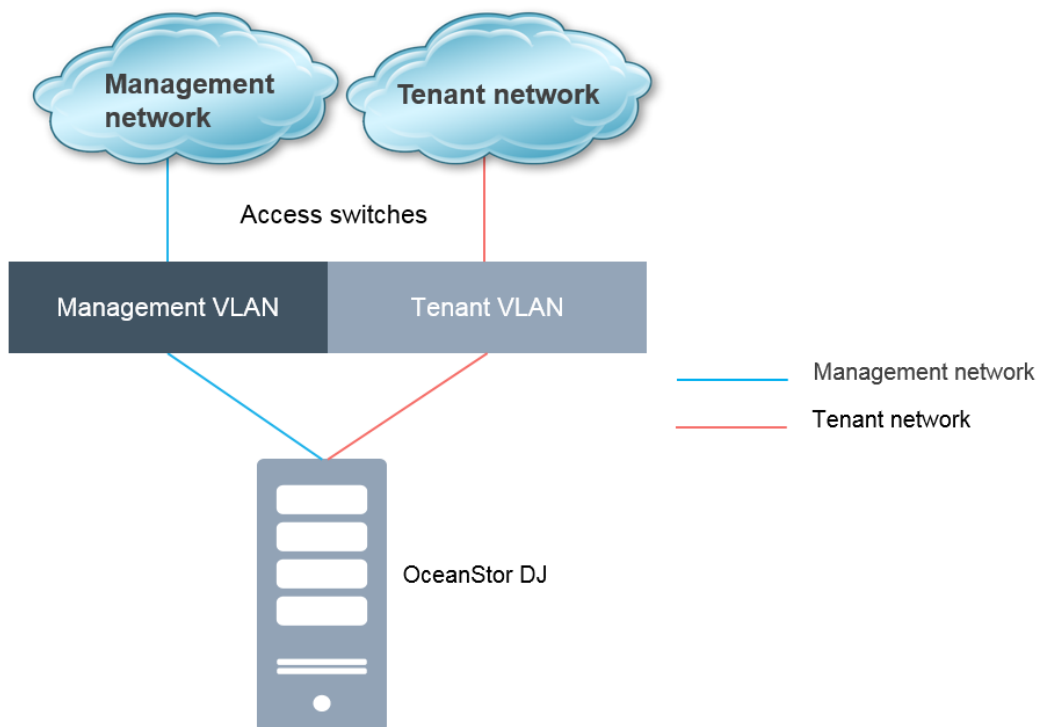 Management
network
Tenant network
Access switches
Management VLAN
Tenant VLAN
Management network
Tenant network
OceanStor DJ